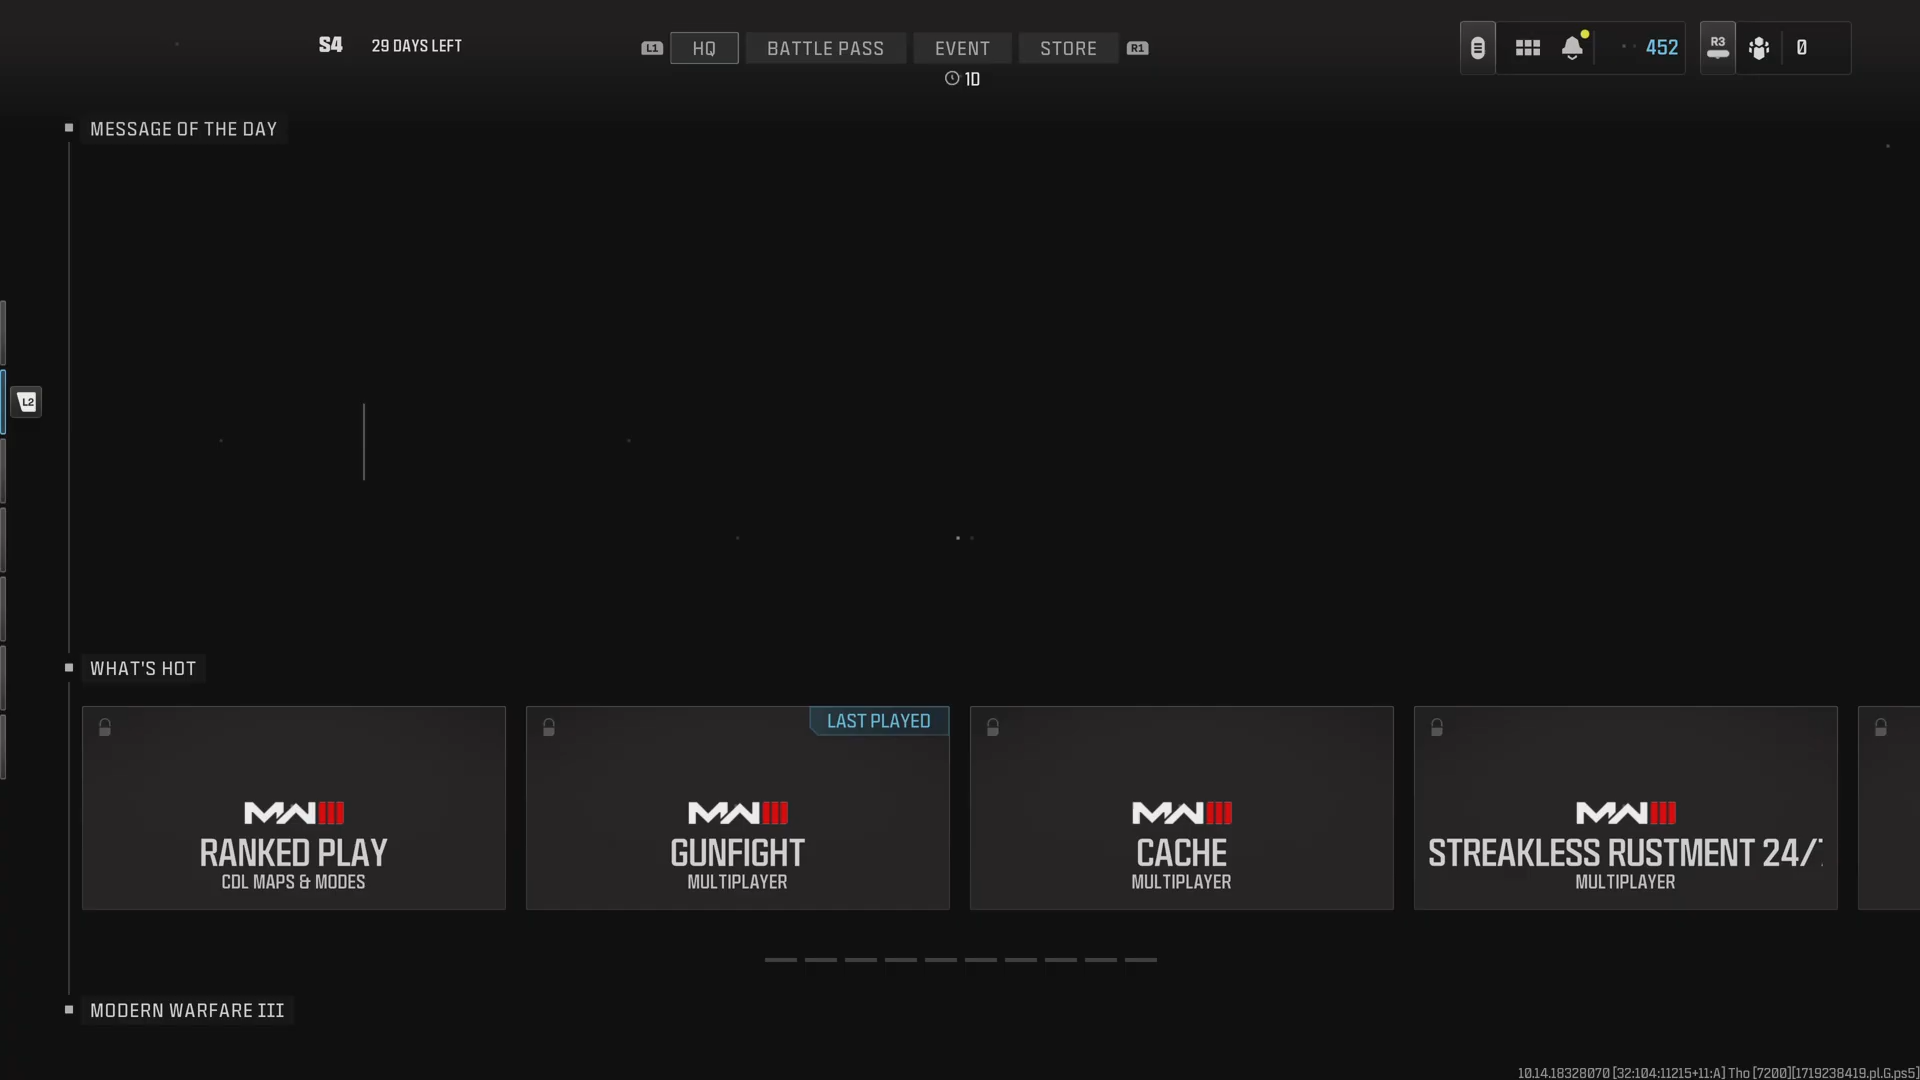 S4 29 DAYS LEFT L1 HQ BATTLE PASS EVENT STORE R1 452 R3 0
1D
MESSAGE OF THE DAY
L2
WHAT'S HOT
LAST PLAYED
MWIII
RANKED PLAY
CDL MAPS & MODES
MWIII
GUNFIGHT
MULTIPLAYER
MWIII
CACHE
MULTIPLAYER
MWIII
STREAKLESS RUSTMENT 24/
MULTIPLAYER
MODERN WARFARE III
10.14.18328070 [32:104:11215+11:A] Tho [7200][1719238419.pl.G.ps5]